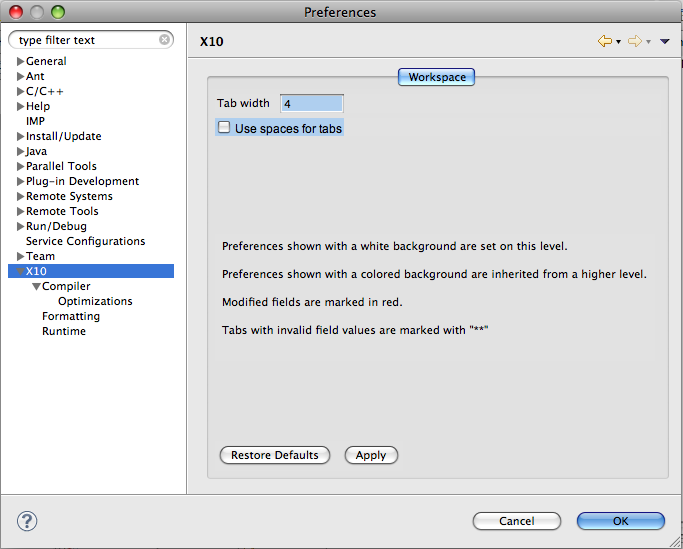 Preferences
type filter text
General
Ant
C/C++
Help
IMP
Install/Update
Java
Parallel Tools
Plug-in Development
Remote Systems
Remote Tools
Run/Debug
Service Configurations
Team
X10
Compiler
Optimizations
Formatting
Runtime
X10
Workspace
Tab width 4
Use spaces for tabs
Preferences shown with a white background are set on this level.
Preferences shown with a colored background are inherited from a higher level.
Modified fields are marked in red.
Tabs with invalid field values are marked with "**"
Restore Defaults Apply
? Cancel OK